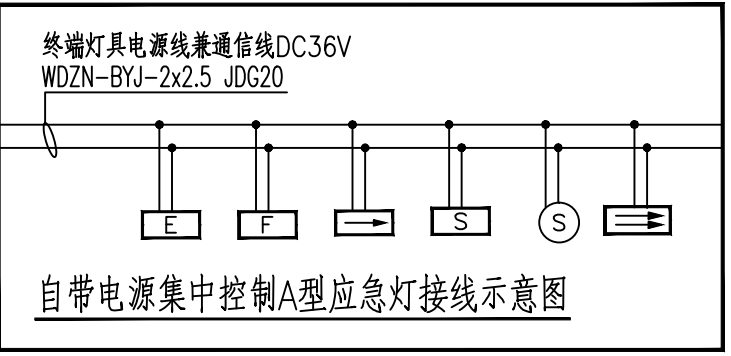 终端灯具电源线兼通信线DC36V
WDZN-BYJ-2x2.5 JDG20
E F S S
自带电源集中控制A型应急灯接线示意图